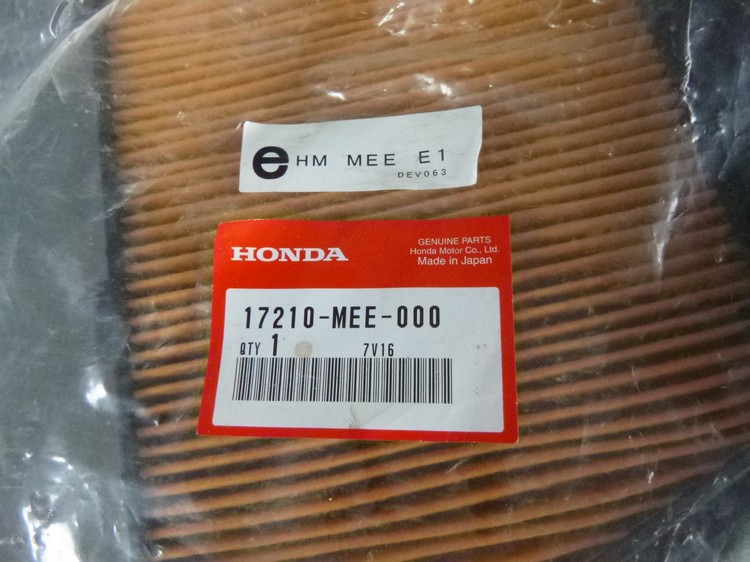 e HM MEE E1
DEV063
HONDA
GENUINE PARTS
Honda Motor Co., Ltd.
Made in Japan
17210-MEE-000
QTY 1 7V16